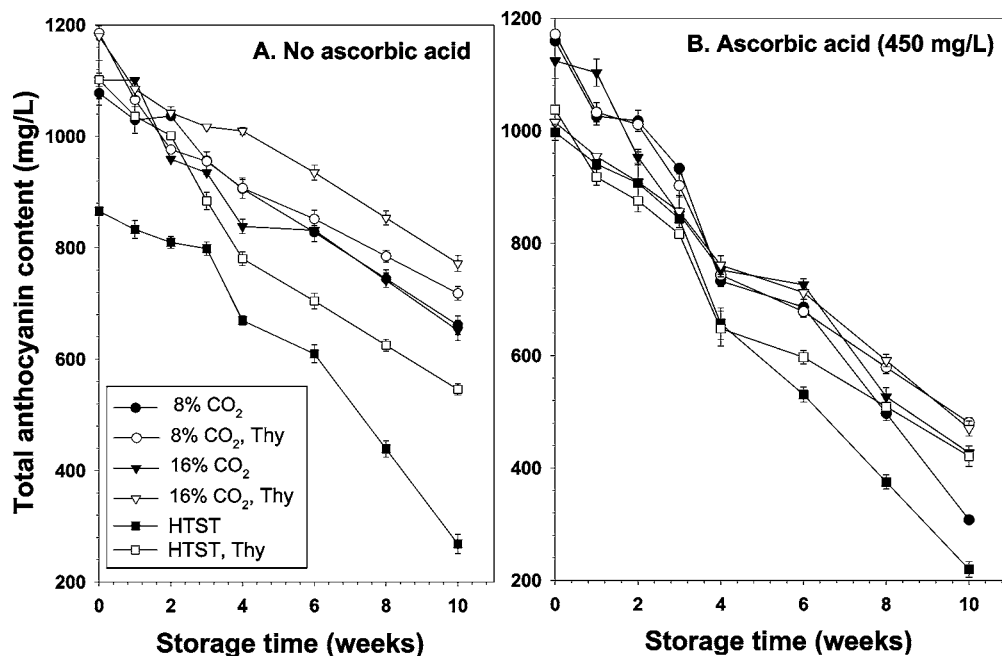 A. No ascorbic acid
B. Ascorbic acid (450 mg/L)
Total anthocyanin content (mg/L)
1200
1000
800
600
400
200
8% CO2
8% CO2, Thy
16% CO2
16% CO2, Thy
HTST
HTST, Thy
0
2
4
6
8
10
Storage time (weeks)
1200
1000
800
600
400
200
0
2
4
6
8
10
Storage time (weeks)